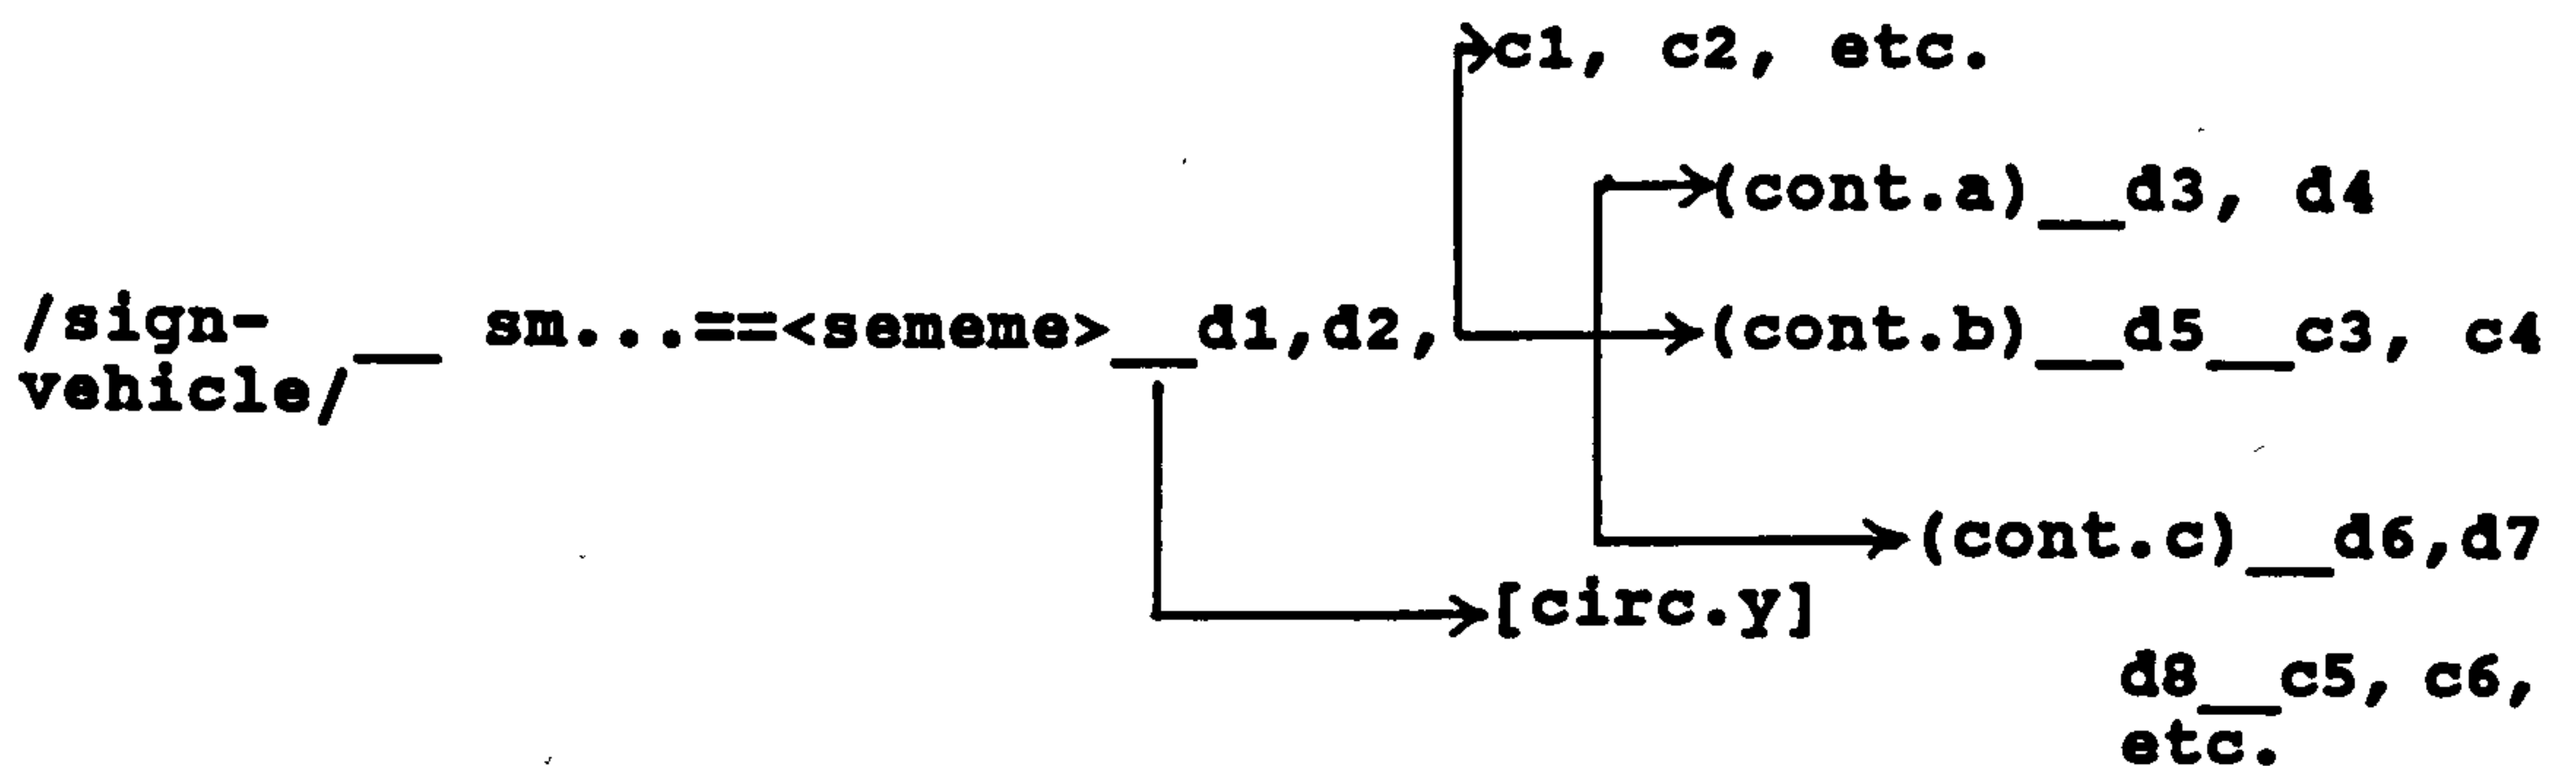 c1, c2, etc.
(cont.a)__d3, d4
/sign-
vehicle/__ sm...==<sememe>__d1,d2,
(cont.b)__d5__c3, c4
(cont.c)__d6,d7
[circ.y]
d8__c5, c6,
etc.